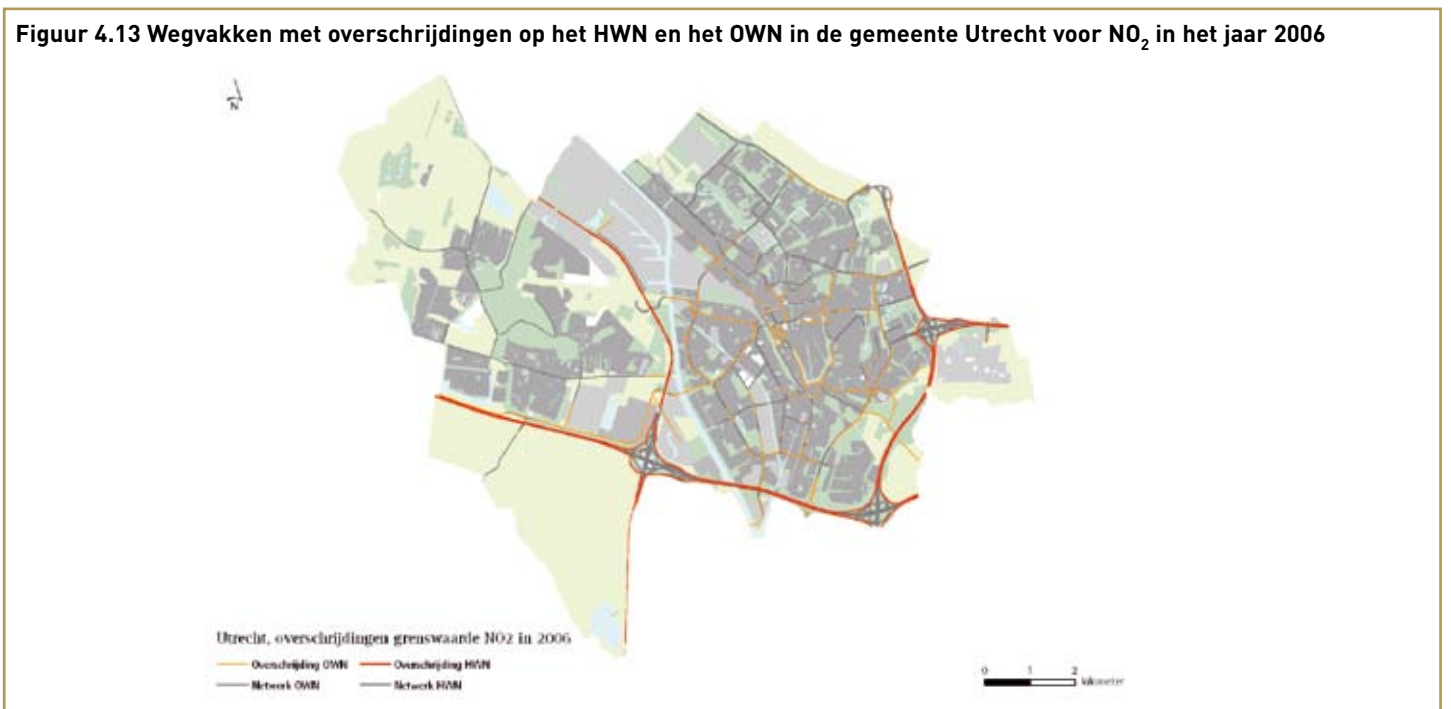 Figuur 4.13 Wegvakken met overschrijdingen op het HWN en het OWN in de gemeente Utrecht voor NO₂ in het jaar 2006
N
Utrecht, overschrijdingen grenswaarde NO2 in 2006
Overschrijding OWN Overschrijding HWN
Netwerk OWN Netwerk HWN
0 1 2 kilometer